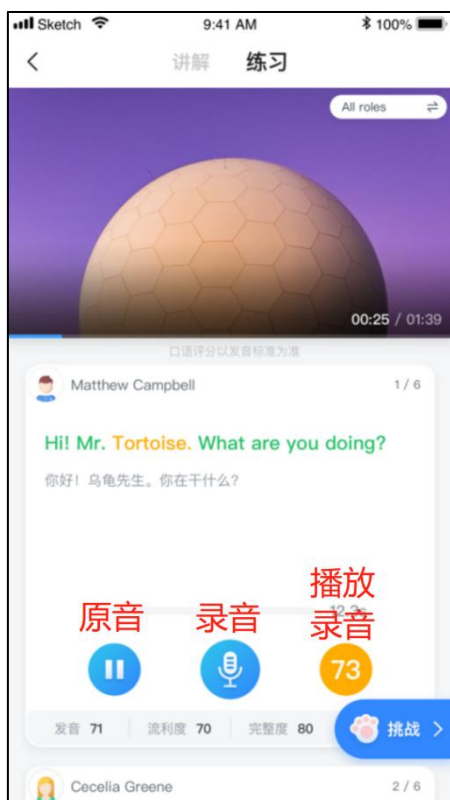 Sketch 9:41 AM 100%
讲解 练习
All roles
00:25 / 01:39
口语评分以发音标准为准
Matthew Campbell 1 / 6
Hi! Mr. Tortoise. What are you doing?
你好！乌龟先生。你在干什么？
播放
原音 录音 录音
73
发音 71 流利度 70 完整度 80
挑战
Cecelia Greene 2 / 6